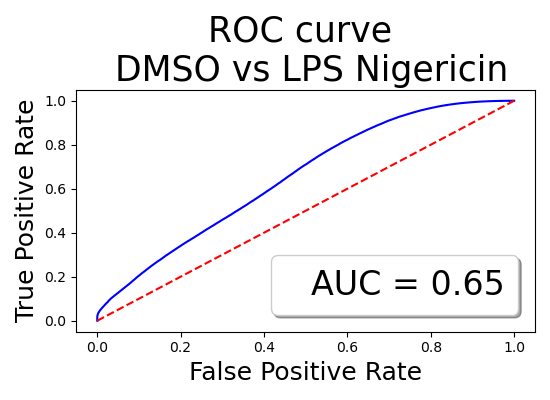 ROC curve
DMSO vs LPS Nigericin
True Positive Rate
1.0
0.8
0.6
0.4
0.2
0.0
AUC = 0.65
0.0 0.2 0.4 0.6 0.8 1.0
False Positive Rate